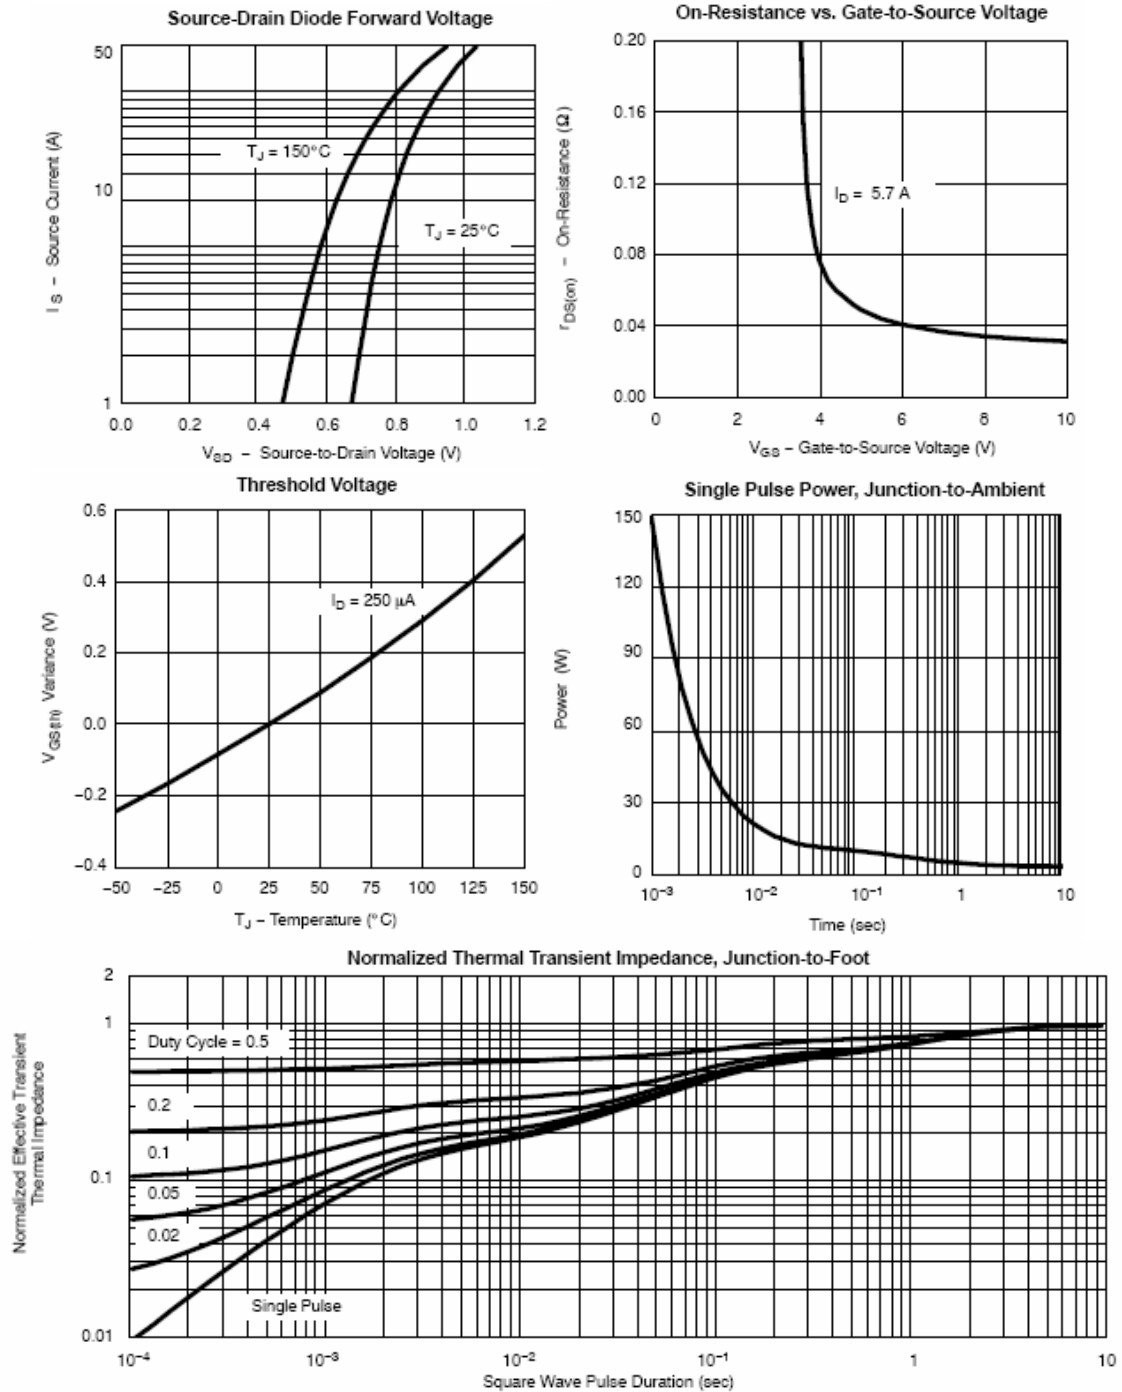 Source-Drain Diode Forward Voltage
50
10
1
I S – Source Current (A)
TJ = 150°C
TJ = 25°C
0.0 0.2 0.4 0.6 0.8 1.0 1.2
VSD – Source-to-Drain Voltage (V)
On-Resistance vs. Gate-to-Source Voltage
0.20
0.16
0.12
0.08
0.04
0.00
rDS(on) – On-Resistance (Ω)
ID = 5.7 A
0 2 4 6 8 10
VGS – Gate-to-Source Voltage (V)
Threshold Voltage
0.6
0.4
0.2
0.0
–0.2
–0.4
VGS(th) Variance (V)
ID = 250 μA
–50 –25 0 25 50 75 100 125 150
TJ – Temperature (°C)
Single Pulse Power, Junction-to-Ambient
150
120
90
60
30
0
Power (W)
10–3 10–2 10–1 1 10
Time (sec)
Normalized Thermal Transient Impedance, Junction-to-Foot
2
1
0.1
0.01
Normalized Effective Transient
Thermal Impedance
Duty Cycle = 0.5
0.2
0.1
0.05
0.02
Single Pulse
10–4 10–3 10–2 10–1 1 10
Square Wave Pulse Duration (sec)